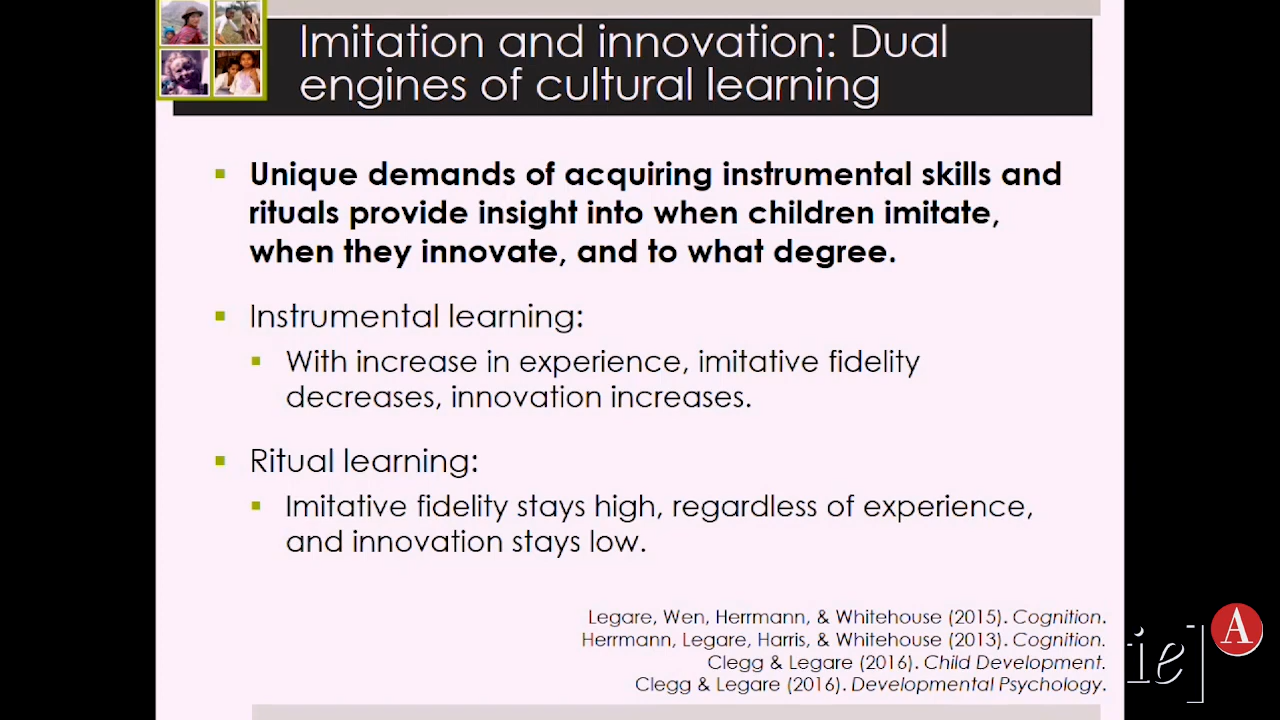 Imitation and innovation: Dual
engines of cultural learning
Unique demands of acquiring instrumental skills and
rituals provide insight into when children imitate,
when they innovate, and to what degree.
Instrumental learning:
With increase in experience, imitative fidelity
decreases, innovation increases.
Ritual learning:
Imitative fidelity stays high, regardless of experience,
and innovation stays low.
Legare, Wen, Herrmann, & Whitehouse (2015). Cognition.
Herrmann, Legare, Harris, & Whitehouse (2013). Cognition.
Clegg & Legare (2016). Child Development.
Clegg & Legare (2016). Developmental Psychology.
ie]
A